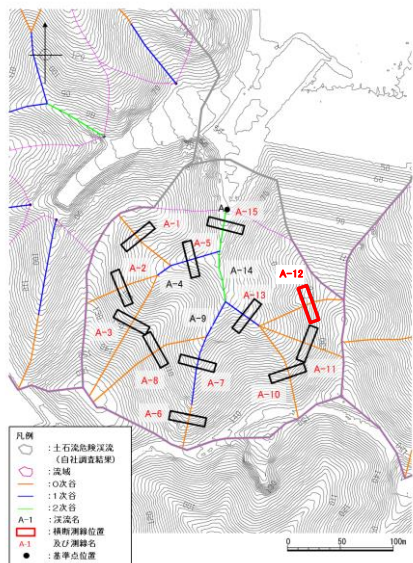 A
A-15
A-1
A-5
A-14
A-2
A-4
A-12
A-9
A-13
A-3
A-8
A-7
A-11
A-10
A-6
凡例
：土石流危険渓流
（自社調査結果）
：流域
：0次谷
：1次谷
：2次谷
A-1 ：渓流名
：横断測線位置
A-1 及び測線名
：基準点位置
0 50 100m